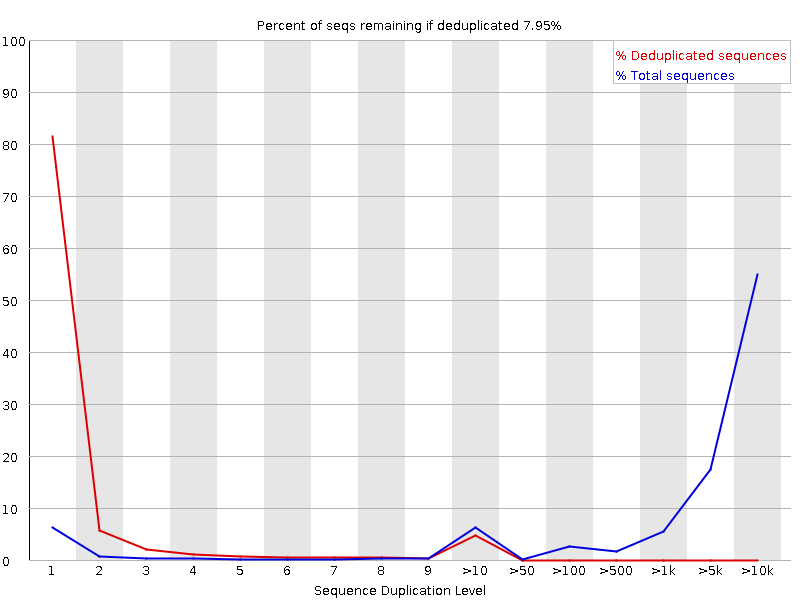 Percent of seqs remaining if deduplicated 7.95%
% Deduplicated sequences
% Total sequences
100
90
80
70
60
50
40
30
20
10
0
1 2 3 4 5 6 7 8 9 >10 >50 >100 >500 >1k >5k >10k
Sequence Duplication Level